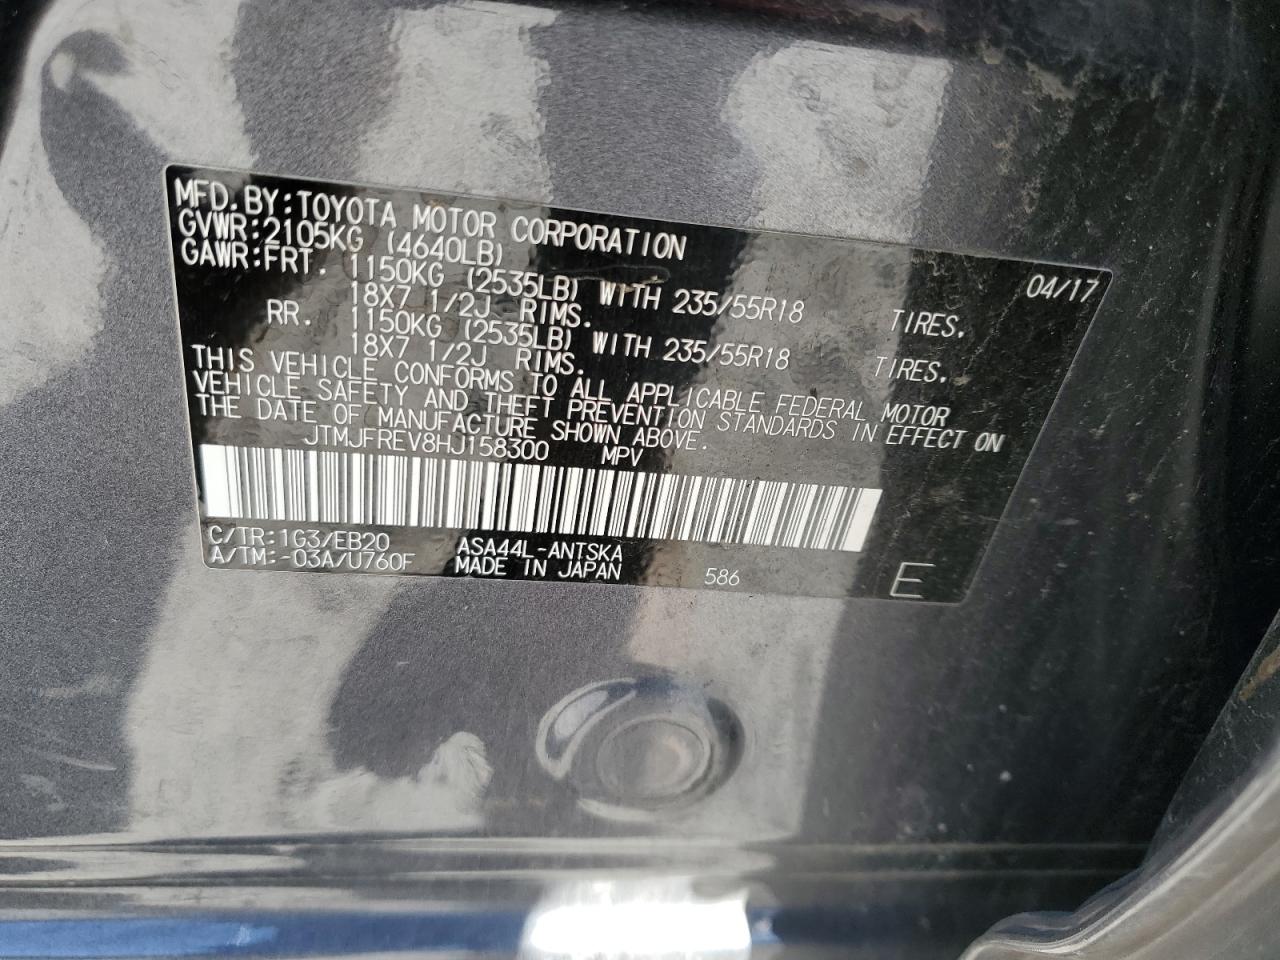 MFD.BY:TOYOTA MOTOR CORPORATION 04/17
GVWR:2105KG (4640LB)
GAWR:FRT. 1150KG (2535LB) WITH 235/55R18 TIRES,
18X7 1/2J RIMS.
RR. 1150KG (2535LB) WITH 235/55R18 TIRES,
18X7 1/2J RIMS.
THIS VEHICLE CONFORMS TO ALL APPLICABLE FEDERAL MOTOR
VEHICLE SAFETY AND THEFT PREVENTION STANDARDS IN EFFECT ON
THE DATE OF MANUFACTURE SHOWN ABOVE.
JTMJFREV8HJ158300 MPV
C/TR:1G3/EB20 ASA44L-ANTSKA
A/TM:-03A/U760F MADE IN JAPAN 586 E